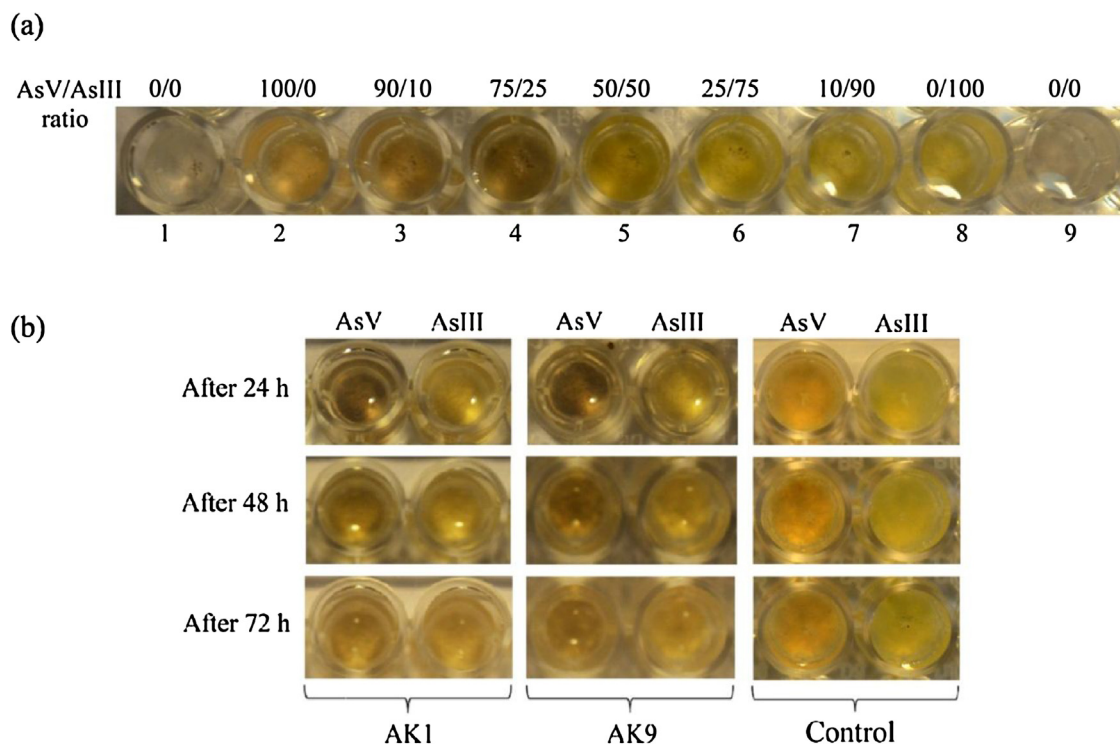 (a)
AsV/AsIII ratio 0/0 100/0 90/10 75/25 50/50 25/75 10/90 0/100 0/0
1 2 3 4 5 6 7 8 9
(b)
AsV AsIII AsV AsIII AsV AsIII
After 24 h
After 48 h
After 72 h
AK1 AK9 Control